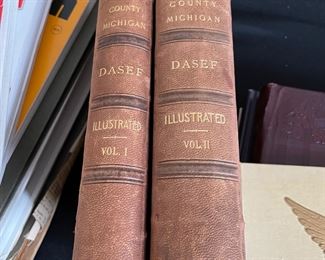 COUNTY
MICHIGAN
DASEF
ILLUSTRATED
VOL. I
COUNTY
MICHIGAN
DASEF
ILLUSTRATED
VOL. II